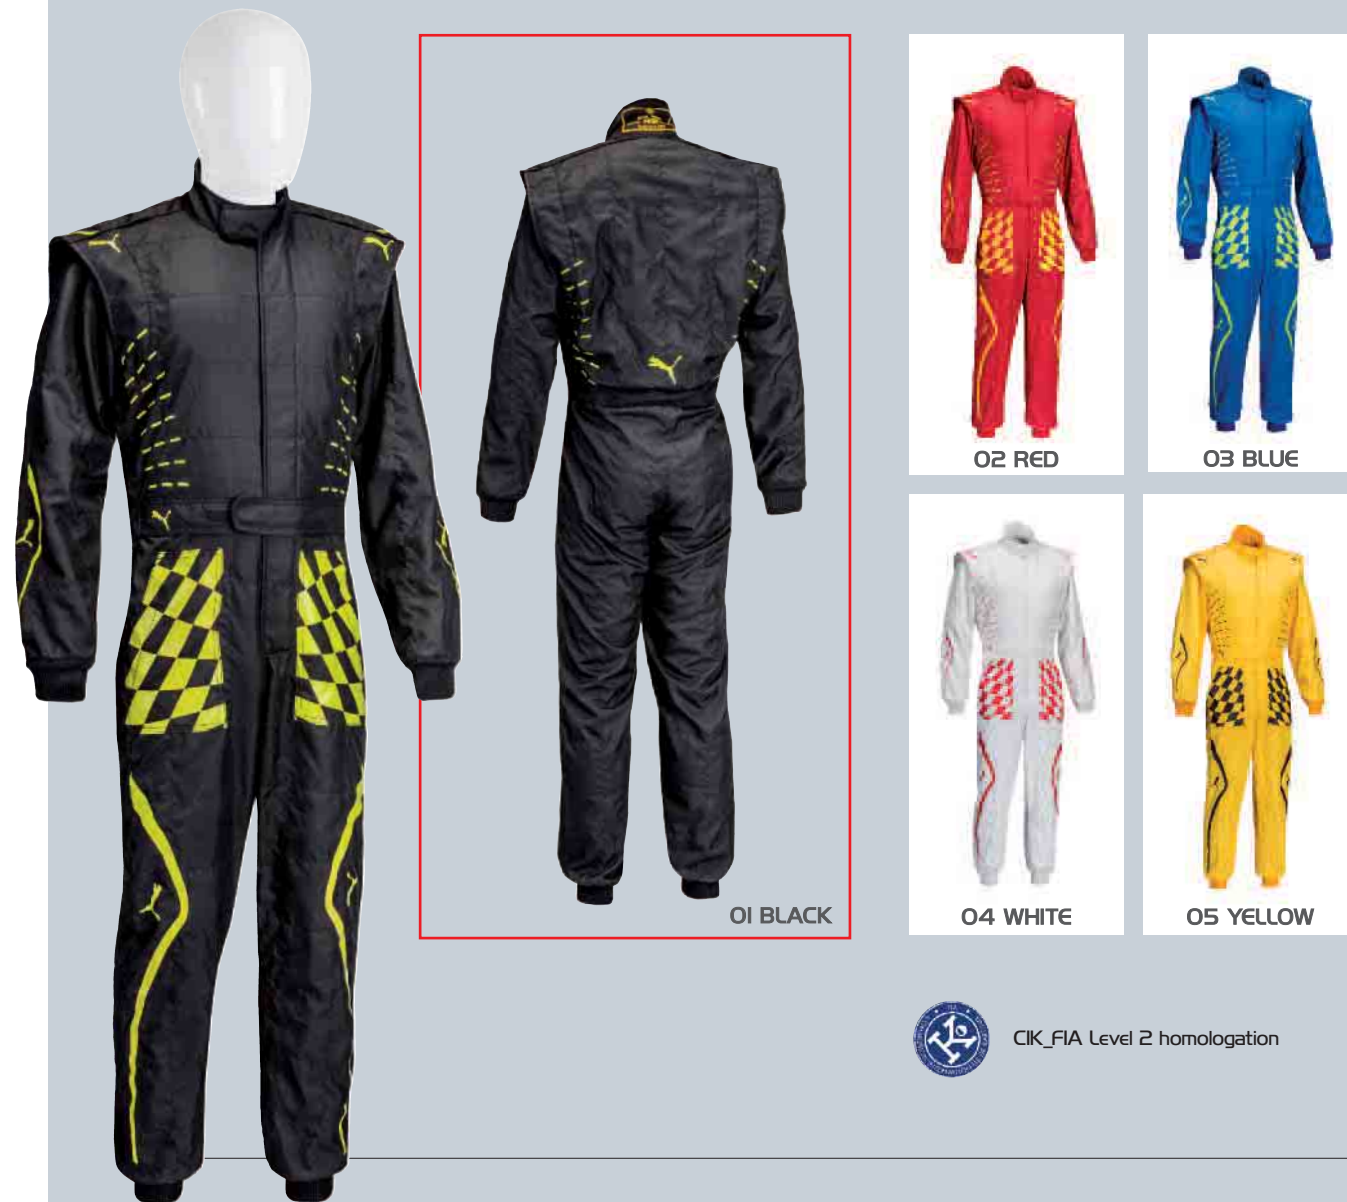 02 RED
03 BLUE
01 BLACK
04 WHITE
05 YELLOW
CIK_FIA Level 2 homologation